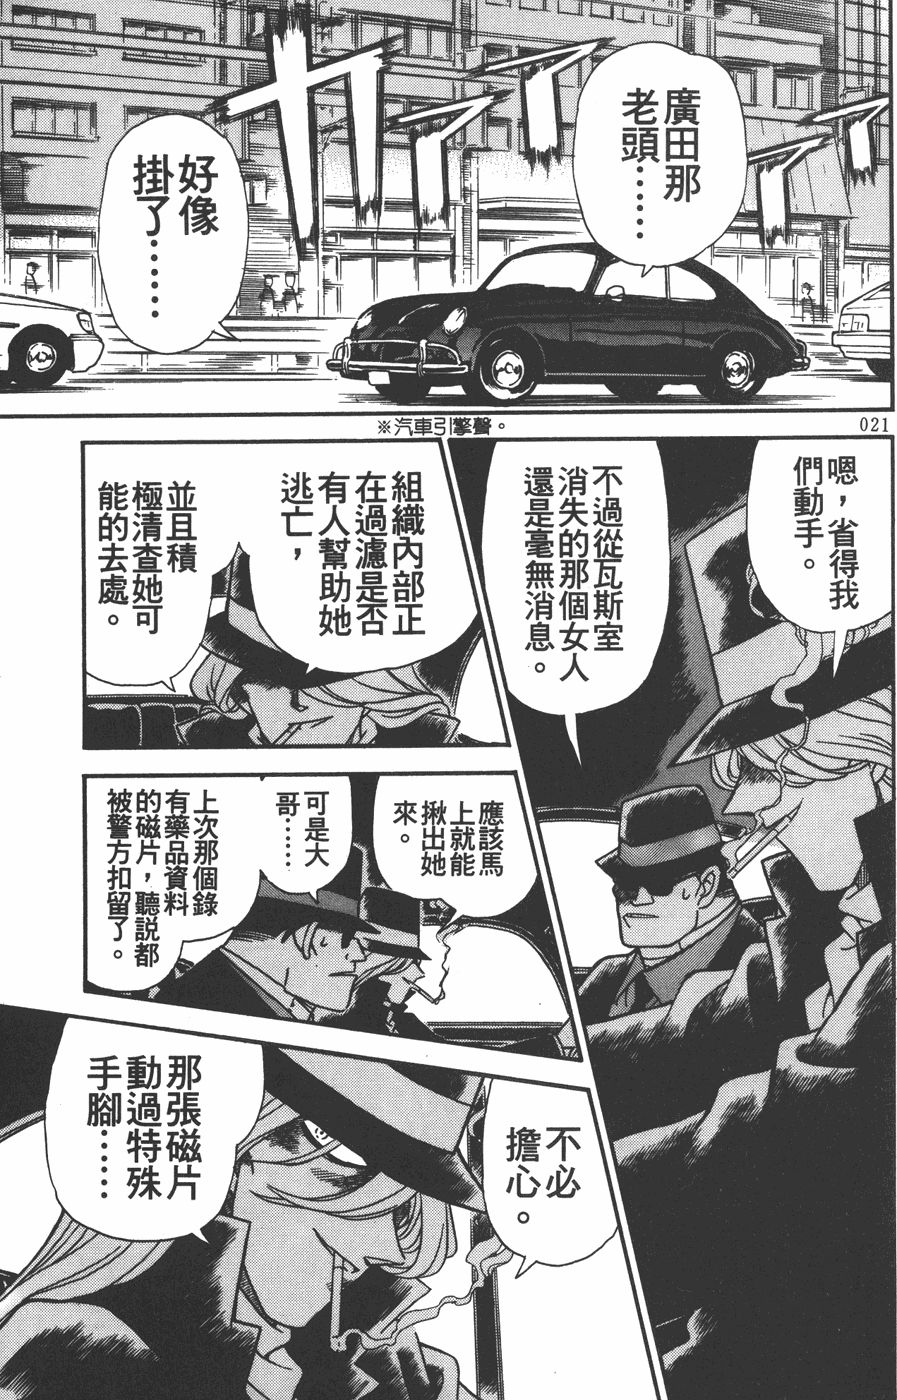 廣田那
老頭……
好像
掛了……
ガアアアア
※汽車引擎聲。
021
嗯，省得我
們動手。
不過從瓦斯室
消失的那個女人
還是毫無消息。
組織內部正
在過濾是否
有人幫助她
逃亡，
並且積
極清查她可
能的去處。
應該馬
上就能
揪出她
來。
可是大
哥……
上次那個錄
有藥品資料
的磁片，聽說都
被警方扣留了。
不必
擔心。
那張磁片
動過特殊
手腳……